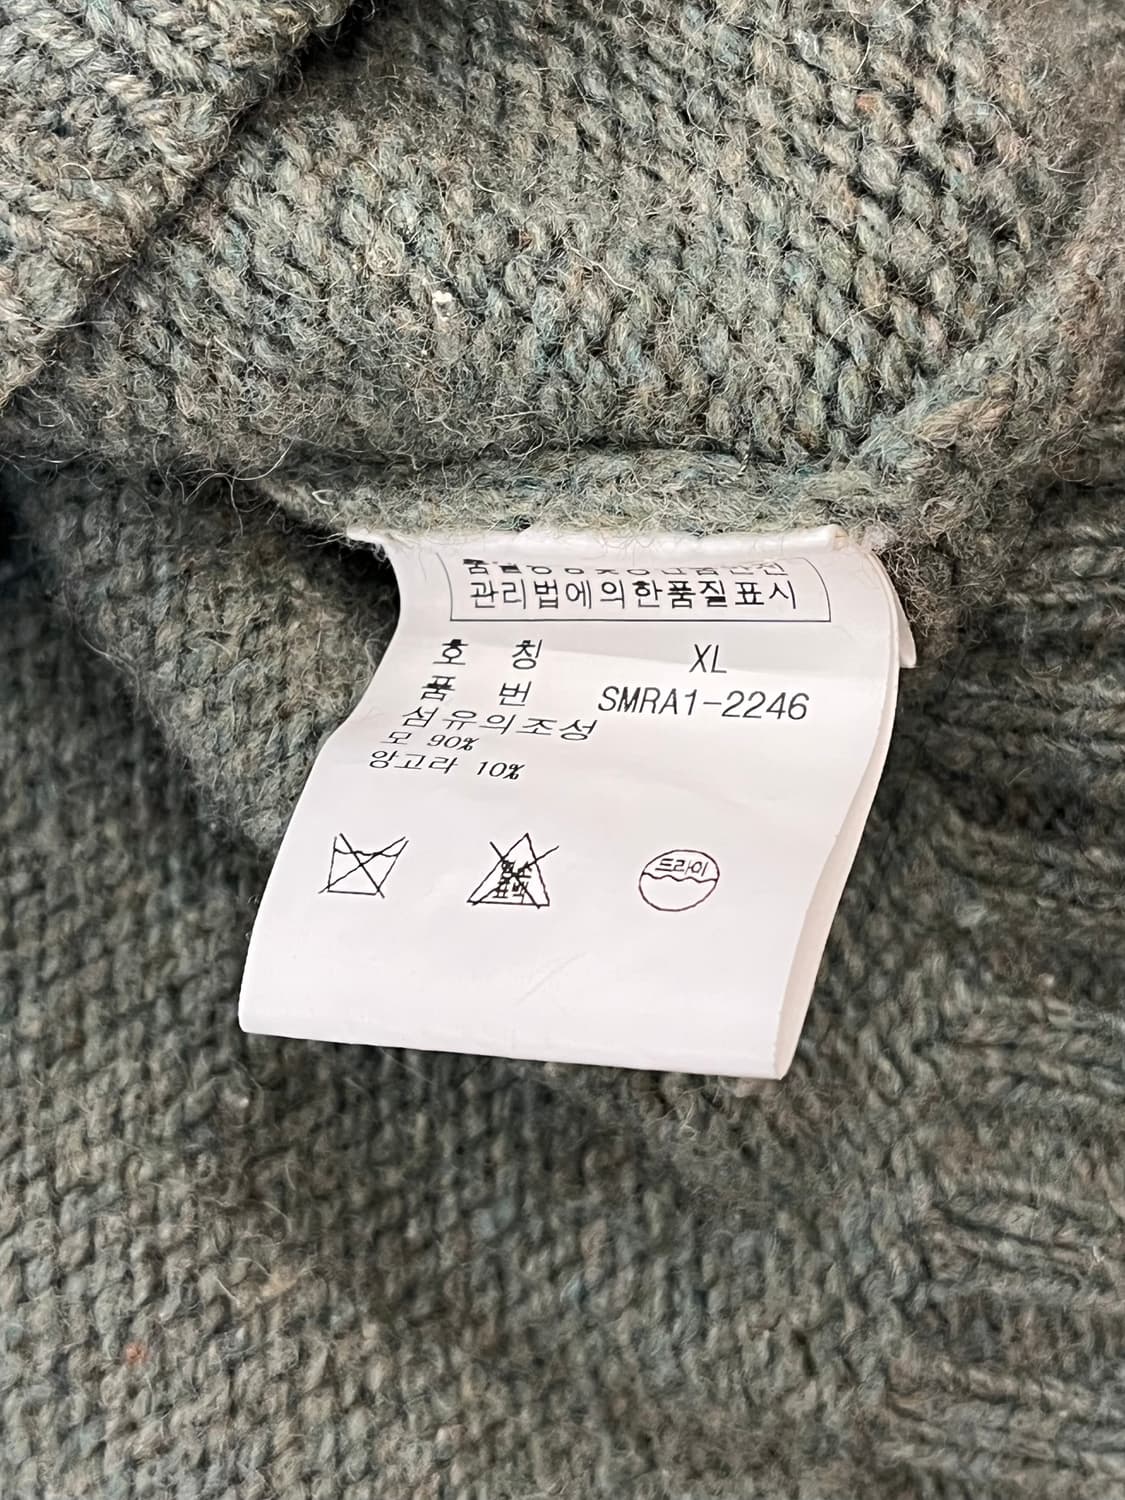 관리법에의한품질표시
호 칭 XL
품 번 SMRA1-2246
섬유의조성
모 90%
앙고라 10%
드라이